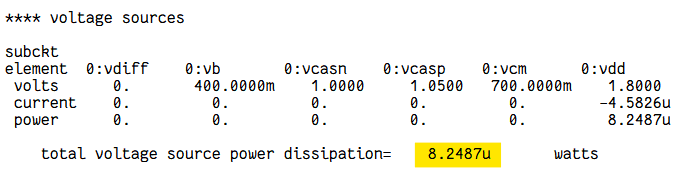 **** voltage sources
subckt
element 0:vdiff 0:vb 0:vcasn 0:vcasp 0:vcm 0:vdd
volts 0. 400.0000m 1.0000 1.0500 700.0000m 1.8000
current 0. 0. 0. 0. 0. -4.5826u
power 0. 0. 0. 0. 0. 8.2487u
total voltage source power dissipation= 8.2487u watts